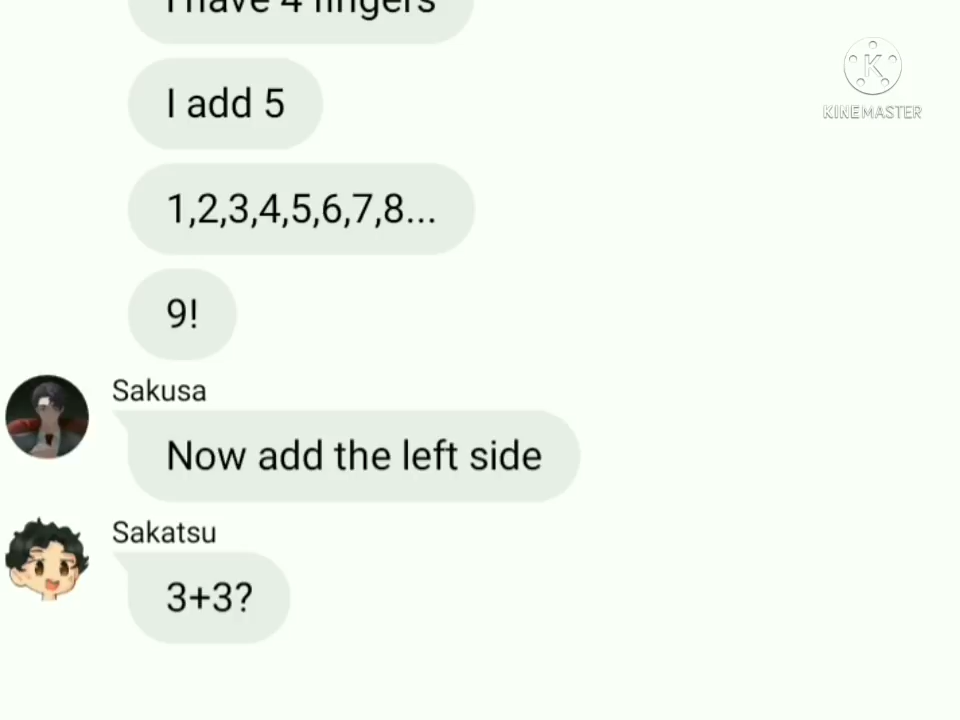 I have 4 fingers
I add 5
1,2,3,4,5,6,7,8...
9!
Sakusa
Now add the left side
Sakatsu
3+3?
KINEMASTER